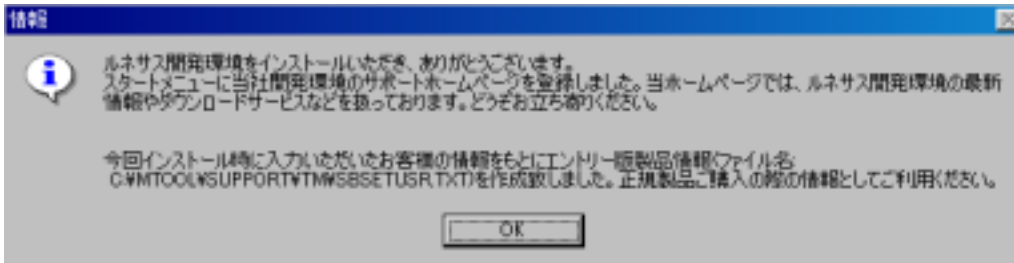 情報
ルネサス開発環境をインストールいただき、ありがとうございます。
スタートメニューに当社開発環境のサポートホームページを登録しました。当ホームページでは、ルネサス開発環境の最新
情報やダウンロードサービスなどを扱っております。どうぞお立ち寄りください。
今回インストール時に入力いただいたお客様の情報をもとにエントリー版製品情報(ファイル名:
C:¥MTOOL¥SUPPORT¥TM¥SBSETUSR.TXT)を作成致しました。正規製品ご購入の際の情報としてご利用ください。
OK